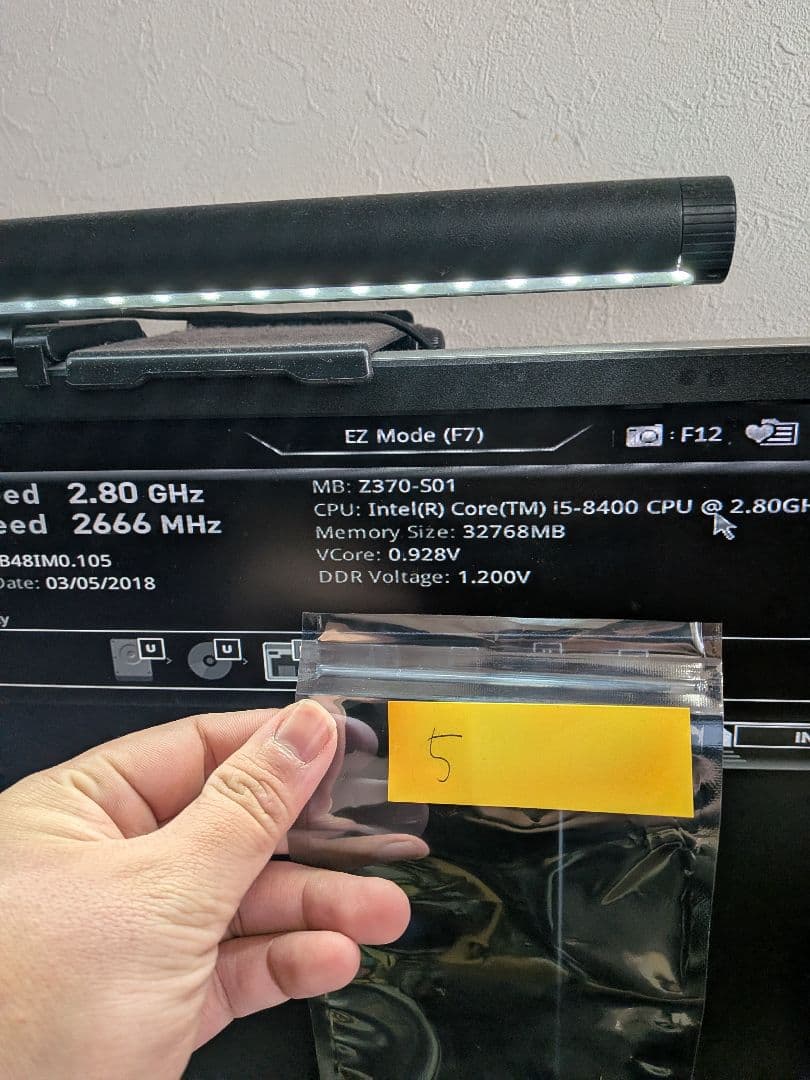 EZ Mode (F7)
: F12
eed 2.80 GHz
eed 2666 MHz
MB: Z370-S01
CPU: Intel(R) Core(TM) i5-8400 CPU @ 2.80GH
Memory Size: 32768MB
VCore: 0.928V
DDR Voltage: 1.200V
B48IM0.105
Date: 03/05/2018
y
U
U
IN
5